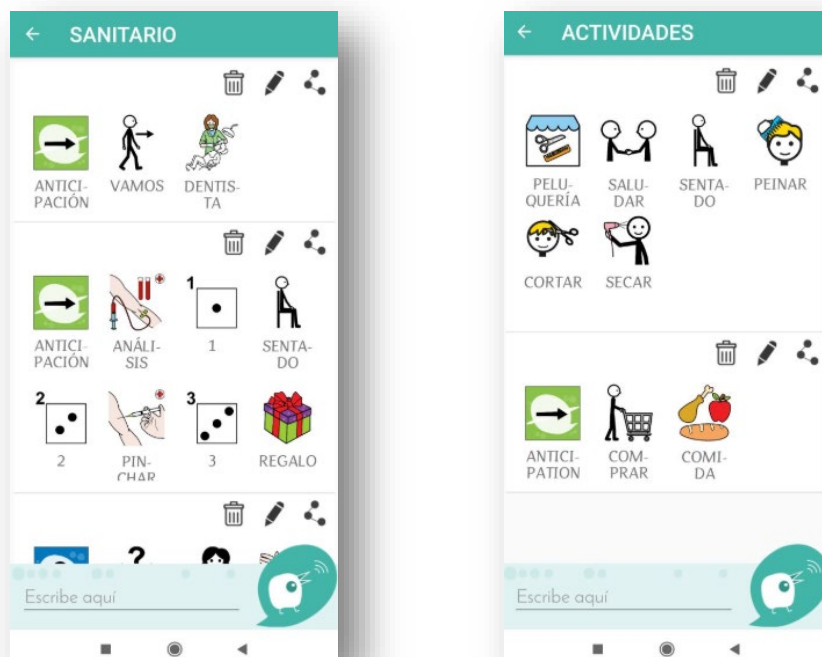 SANITARIO
ANTICI-
PACIÓN
VAMOS
DENTIS-
TA
ANTICI-
PACIÓN
ANÁLI-
SIS
1
1
SENTA-
DO
2
2
PIN-
CHAR
3
3
REGALO
?
Escribe aquí
ACTIVIDADES
PELU-
QUERÍA
SALU-
DAR
SENTA-
DO
PEINAR
CORTAR
SECAR
ANTICI-
PATION
COM-
PRAR
COMI-
DA
Escribe aquí